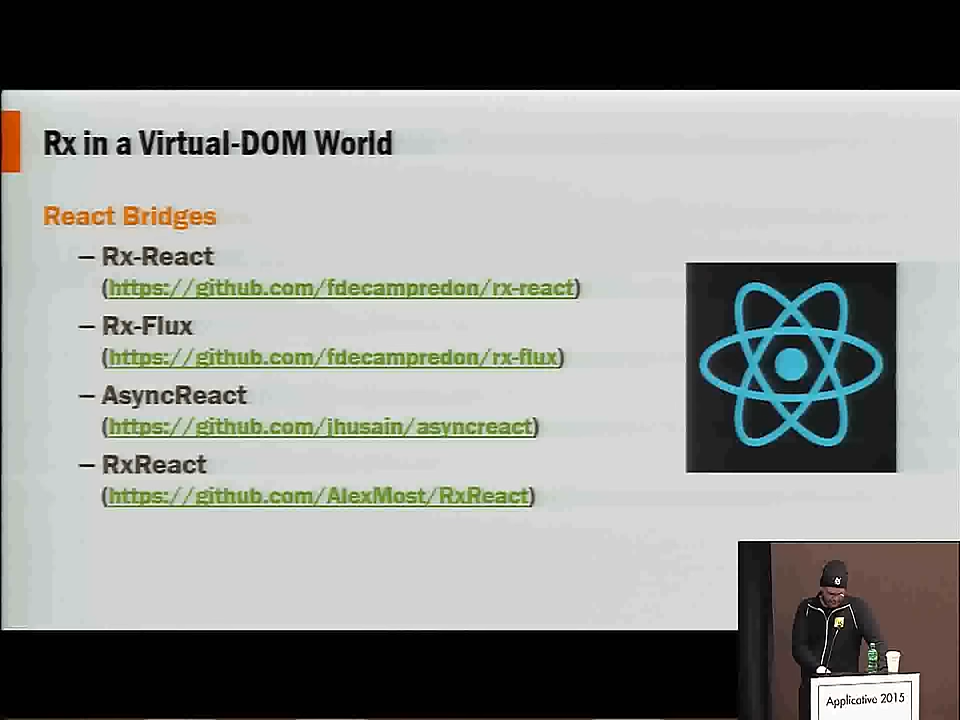 Rx in a Virtual-DOM World
React Bridges
– Rx-React
(https://github.com/fdecampredon/rx-react)
– Rx-Flux
(https://github.com/fdecampredon/rx-flux)
– AsyncReact
(https://github.com/jhusain/asyncreact)
– RxReact
(https://github.com/AlexMost/RxReact)
Applicative 2015